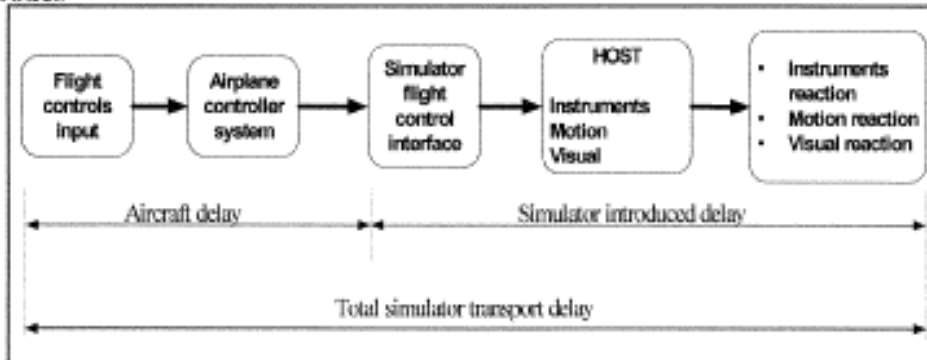 Flight
controls
input
Airplane
controller
system
Simulator
flight
control
interface
HOST
Instruments
Motion
Visual
• Instruments
reaction
• Motion reaction
• Visual reaction
Aircraft delay
Simulator introduced delay
Total simulator transport delay